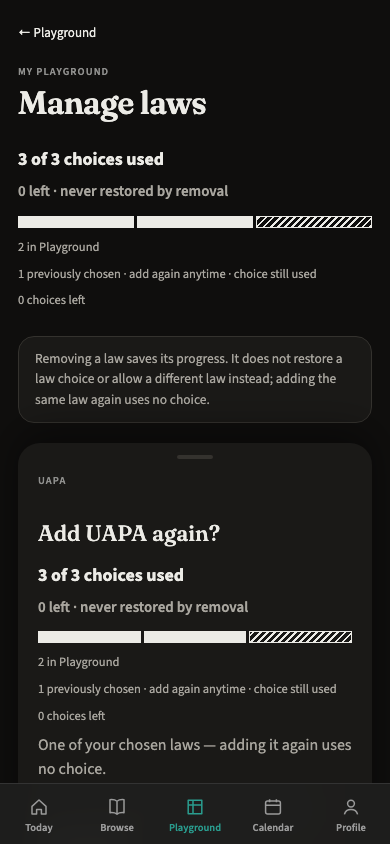 ← Playground
MY PLAYGROUND
Manage laws
3 of 3 choices used
0 left · never restored by removal
2 in Playground
1 previously chosen · add again anytime · choice still used
0 choices left
Removing a law saves its progress. It does not restore a
law choice or allow a different law instead; adding the
same law again uses no choice.
UAPA
Add UAPA again?
3 of 3 choices used
0 left · never restored by removal
2 in Playground
1 previously chosen · add again anytime · choice still used
0 choices left
One of your chosen laws — adding it again uses
no choice.
Today Browse Playground Calendar Profile